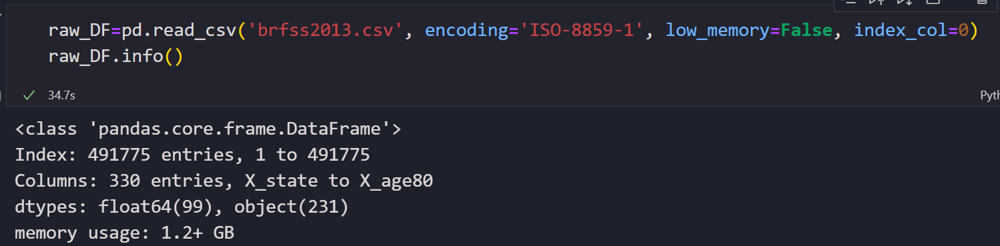 raw_DF=pd.read_csv('brfss2013.csv', encoding='ISO-8859-1', low_memory=False, index_col=0)
raw_DF.info()
34.7s
<class 'pandas.core.frame.DataFrame'>
Index: 491775 entries, 1 to 491775
Columns: 330 entries, X_state to X_age80
dtypes: float64(99), object(231)
memory usage: 1.2+ GB